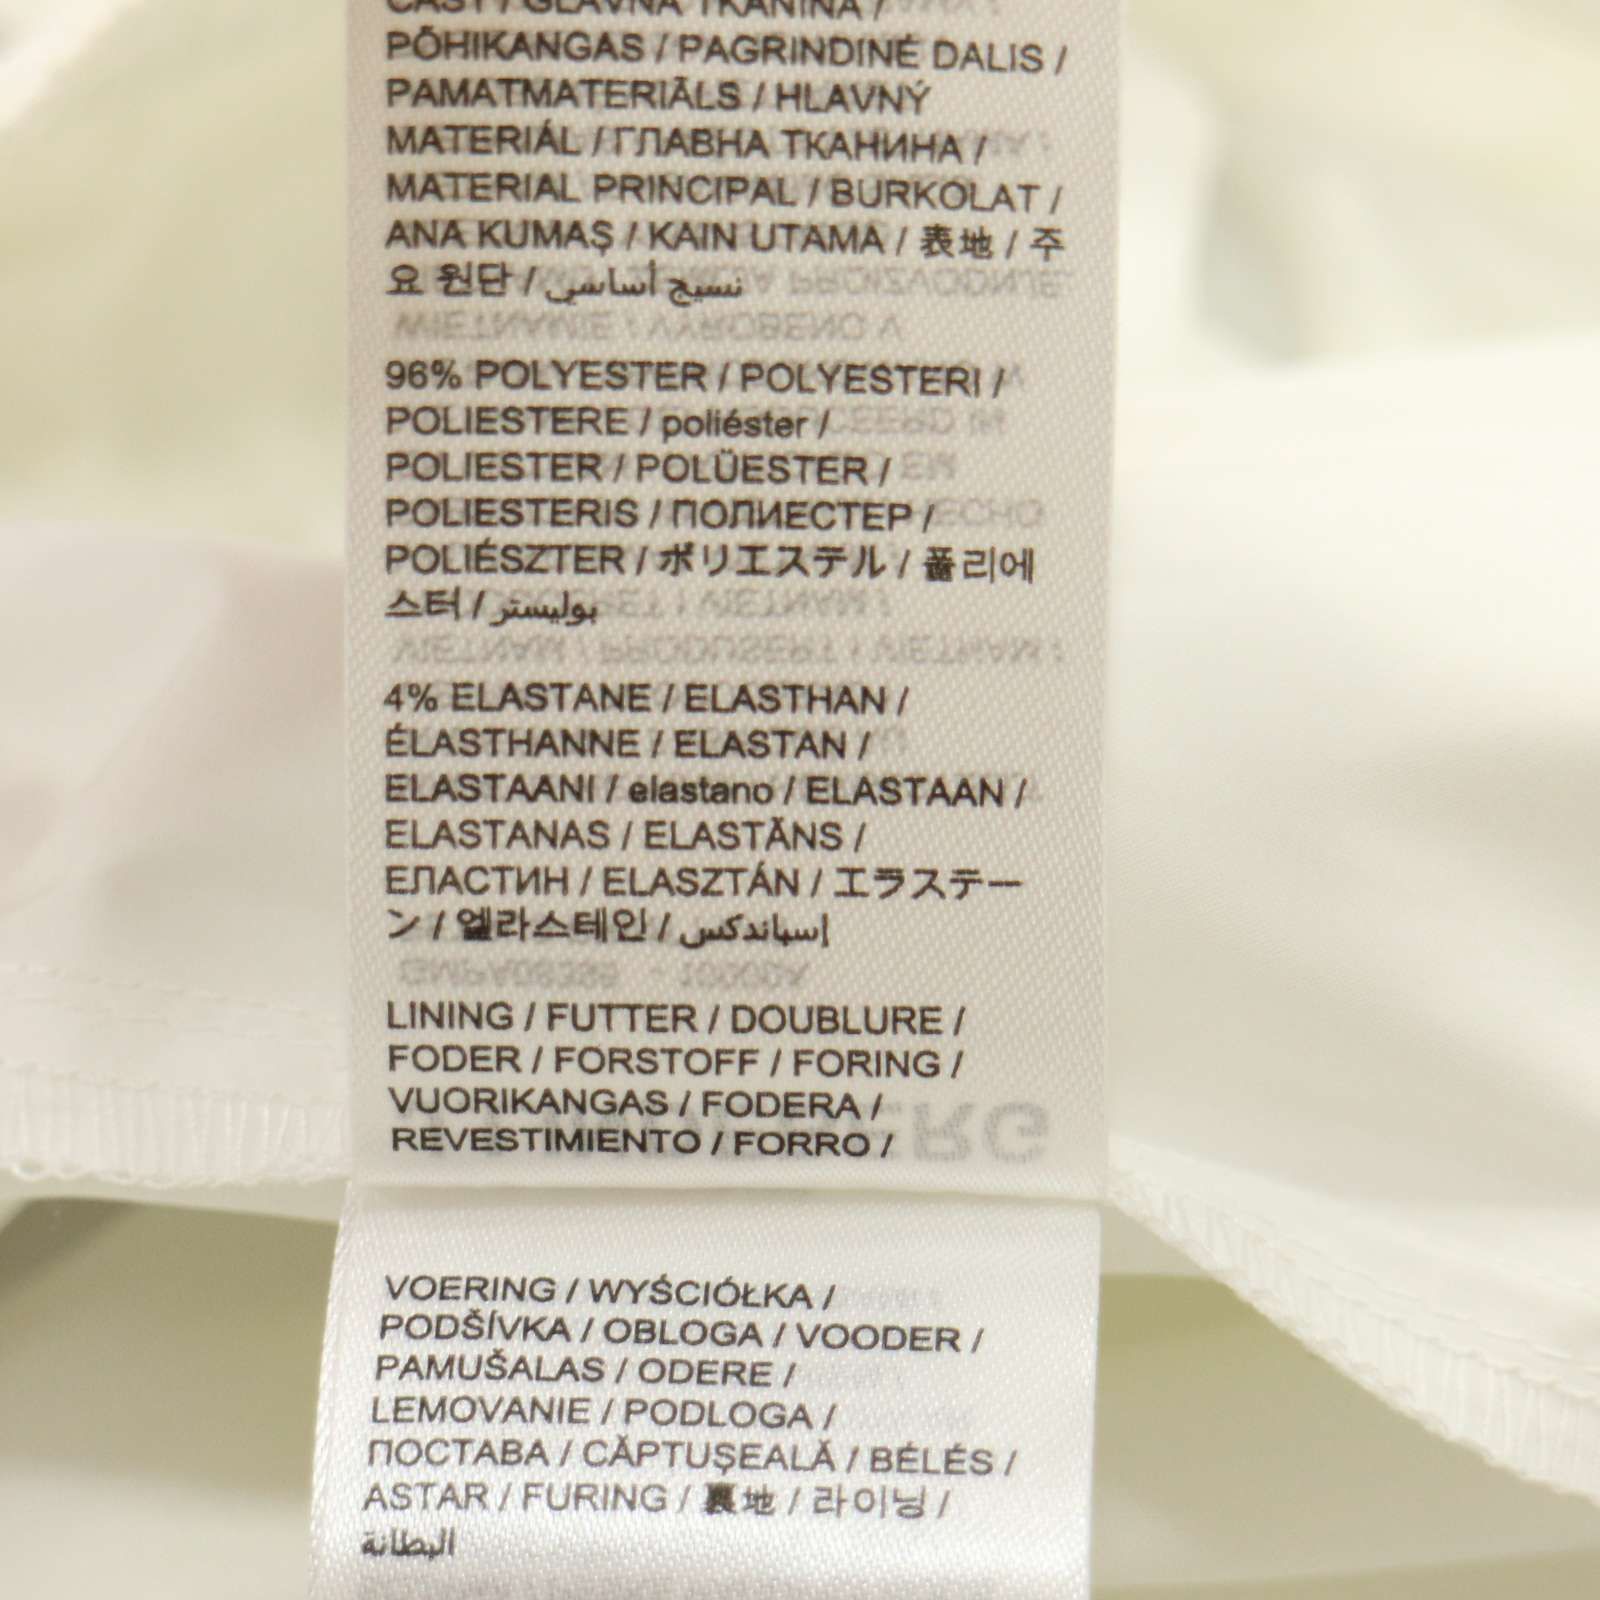 ČÁST / GLAVNA TKANINA /
PÕHIKANGAS / PAGRINDINĖ DALIS /
PAMATMATERIĀLS / HLAVNÝ
MATERIÁL / ГЛАВНА ТКАНИНА /
MATERIAL PRINCIPAL / BURKOLAT /
ANA KUMAŞ / KAIN UTAMA / 表地 / 주
요 원단 / نسيج أساسي
96% POLYESTER / POLYESTERI /
POLIESTERE / poliéster /
POLIESTER / POLÜESTER /
POLIESTERIS / ПОЛИЕСТЕР /
POLIÉSZTER / ポリエステル / 폴리에
스터 / بوليستر
4% ELASTANE / ELASTHAN /
ÉLASTHANNE / ELASTAN /
ELASTAANI / elastano / ELASTAAN /
ELASTANAS / ELASTĀNS /
ЕЛАСТИН / ELASZTÁN / エラステー
ン / 엘라스테인 / إسباندكس
LINING / FUTTER / DOUBLURE /
FODER / FORSTOFF / FORING /
VUORIKANGAS / FODERA /
REVESTIMIENTO / FORRO /
VOERING / WYŚCIÓŁKA /
PODŠÍVKA / OBLOGA / VOODER /
PAMUŠALAS / ODERE /
LEMOVANIE / PODLOGA /
ПОСТАВА / CĂPTUŞEALĂ / BÉLÉS /
ASTAR / FURING / 裏地 / 라이닝 /
البطانة